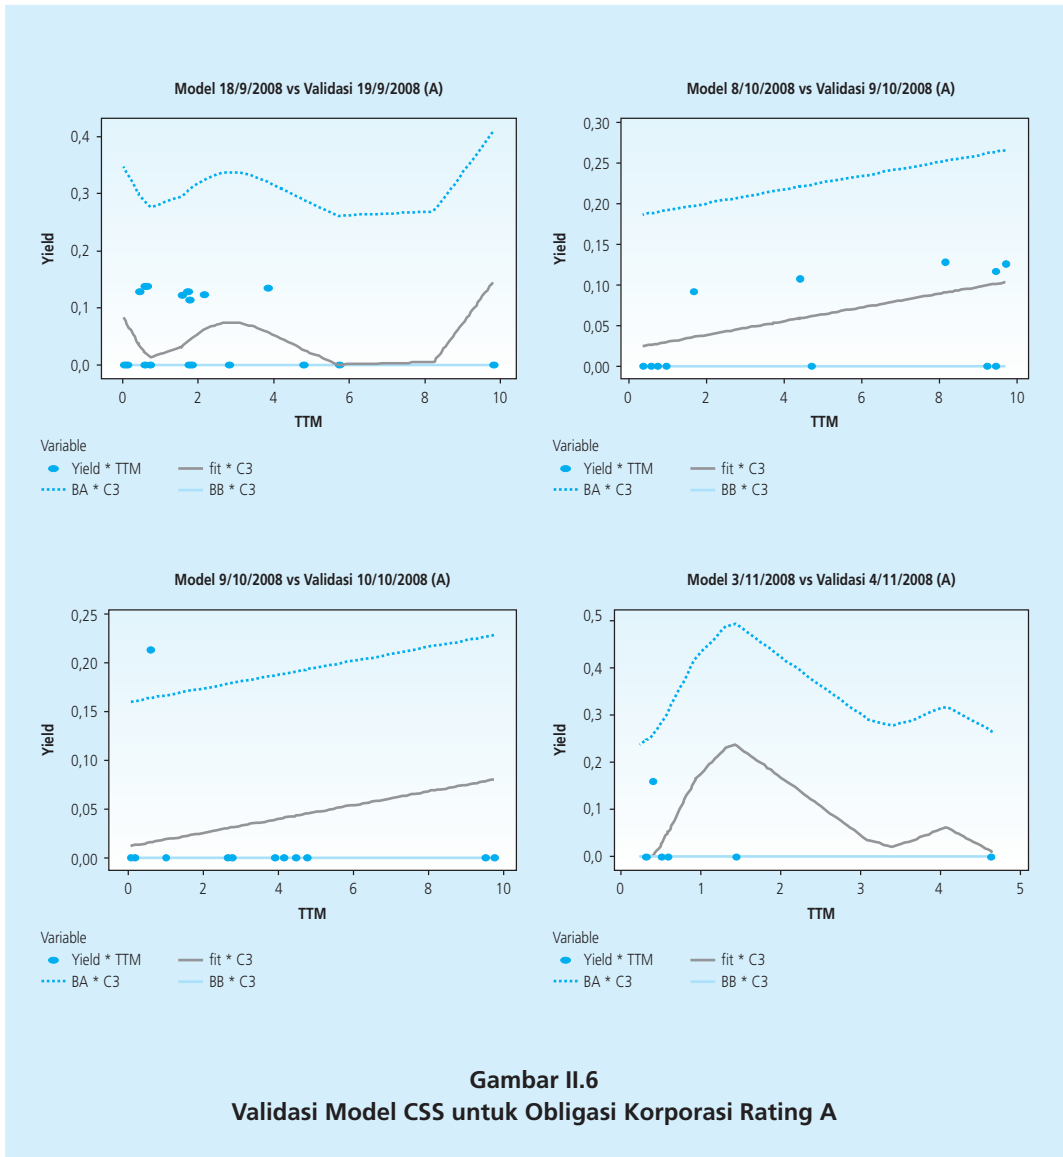 Model 18/9/2008 vs Validasi 19/9/2008 (A)
0,4
0,3
0,2
0,1
0,0
Yield
0 2 4 6 8 10
TTM
Variable
Yield * TTM fit * C3
BA * C3 BB * C3
Model 8/10/2008 vs Validasi 9/10/2008 (A)
0,30
0,25
0,20
0,15
0,10
0,05
0,00
Yield
0 2 4 6 8 10
TTM
Variable
Yield * TTM fit * C3
BA * C3 BB * C3
Model 9/10/2008 vs Validasi 10/10/2008 (A)
0,25
0,20
0,15
0,10
0,05
0,00
Yield
0 2 4 6 8 10
TTM
Variable
Yield * TTM fit * C3
BA * C3 BB * C3
Model 3/11/2008 vs Validasi 4/11/2008 (A)
0,5
0,4
0,3
0,2
0,1
0,0
Yield
0 1 2 3 4 5
TTM
Variable
Yield * TTM fit * C3
BA * C3 BB * C3
Gambar II.6
Validasi Model CSS untuk Obligasi Korporasi Rating A